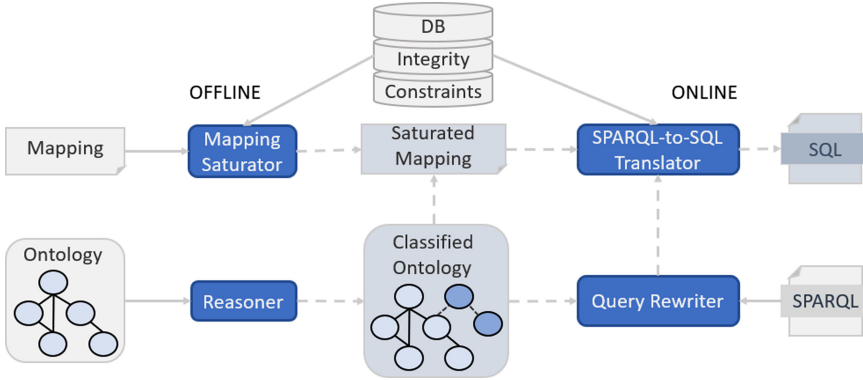 DB
Integrity
Constraints
OFFLINE
ONLINE
Mapping
Mapping
Saturator
Saturated
Mapping
SPARQL-to-SQL
Translator
SQL
Ontology
Reasoner
Classified
Ontology
Query Rewriter
SPARQL